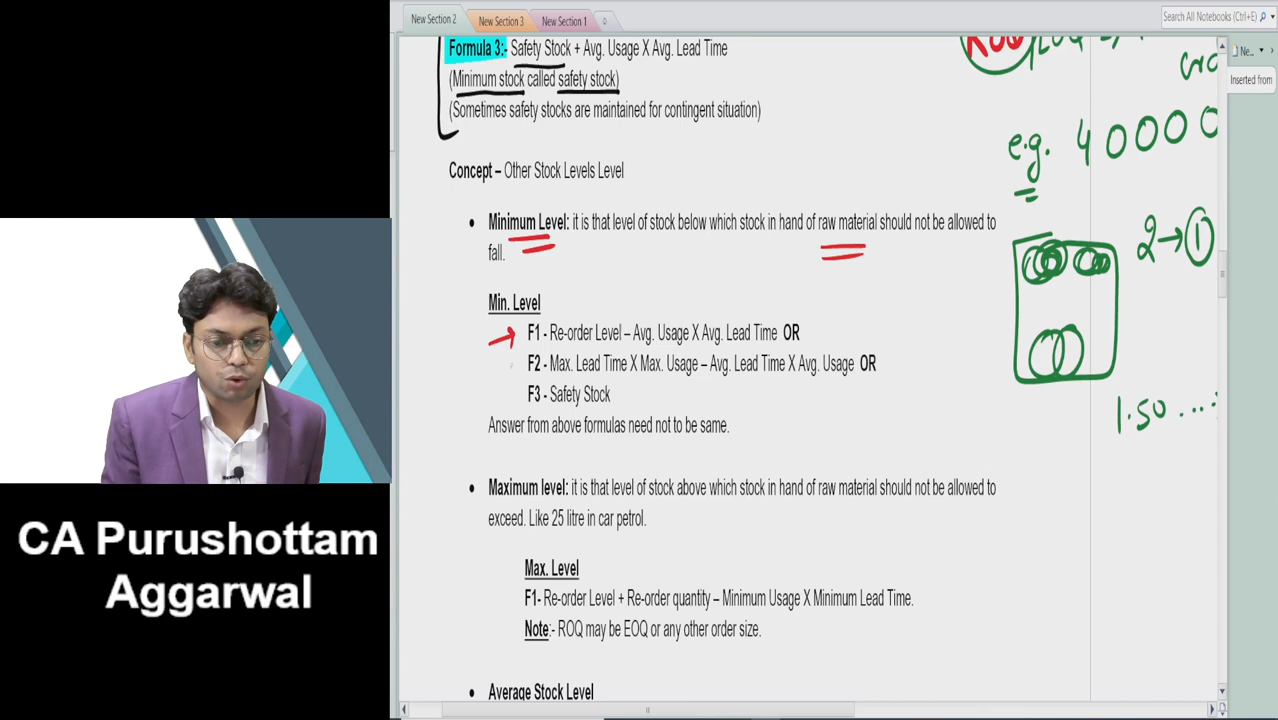 New Section 2
New Section 3
New Section 1
Search All Notebooks (Ctrl+E)
Formula 3:- Safety Stock + Avg. Usage X Avg. Lead Time
(Minimum stock called safety stock)
(Sometimes safety stocks are maintained for contingent situation)
Concept – Other Stock Levels Level
• Minimum Level: it is that level of stock below which stock in hand of raw material should not be allowed to
fall.
Min. Level
F1 - Re-order Level – Avg. Usage X Avg. Lead Time OR
F2 - Max. Lead Time X Max. Usage – Avg. Lead Time X Avg. Usage OR
F3 - Safety Stock
Answer from above formulas need not to be same.
• Maximum level: it is that level of stock above which stock in hand of raw material should not be allowed to
exceed. Like 25 litre in car petrol.
Max. Level
F1- Re-order Level + Re-order quantity – Minimum Usage X Minimum Lead Time.
Note:- ROQ may be EOQ or any other order size.
• Average Stock Level
Ne...
Inserted from
e.g. 40000
2→1
1.50 ....
CA Purushottam
Aggarwal